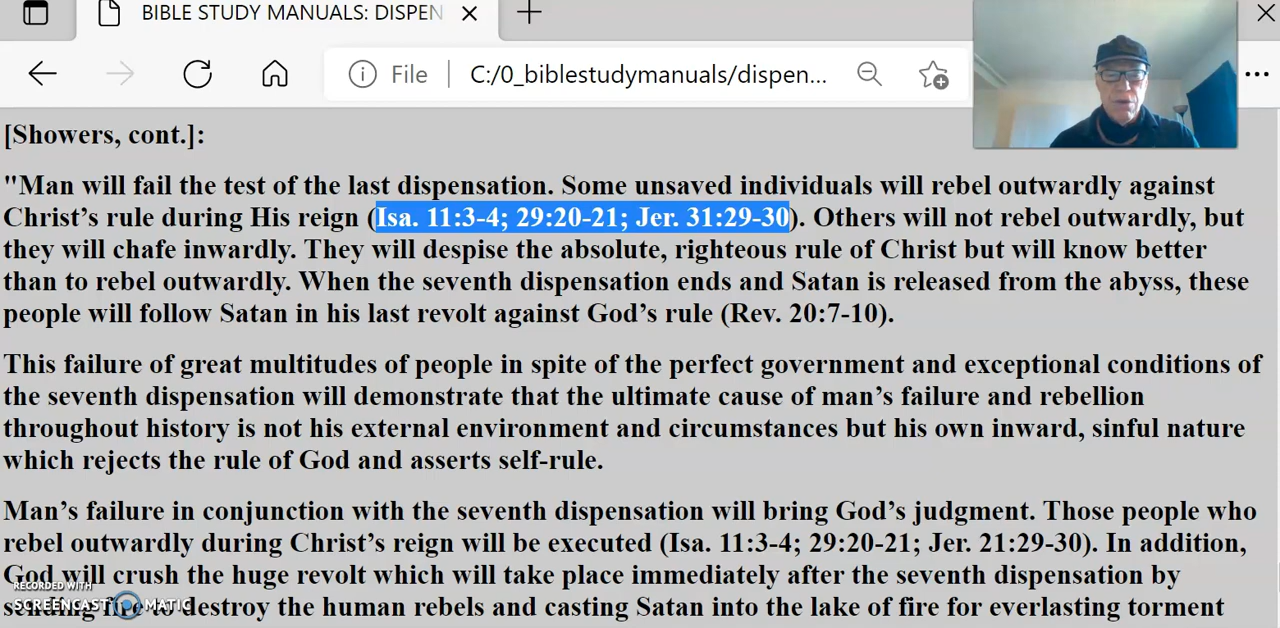 BIBLE STUDY MANUALS: DISPEN
File
C:/0_biblestudymanuals/dispen...
[Showers, cont.]:
"Man will fail the test of the last dispensation. Some unsaved individuals will rebel outwardly against
Christ’s rule during His reign (Isa. 11:3-4; 29:20-21; Jer. 31:29-30). Others will not rebel outwardly, but
they will chafe inwardly. They will despise the absolute, righteous rule of Christ but will know better
than to rebel outwardly. When the seventh dispensation ends and Satan is released from the abyss, these
people will follow Satan in his last revolt against God’s rule (Rev. 20:7-10).
This failure of great multitudes of people in spite of the perfect government and exceptional conditions of
the seventh dispensation will demonstrate that the ultimate cause of man’s failure and rebellion
throughout history is not his external environment and circumstances but his own inward, sinful nature
which rejects the rule of God and asserts self-rule.
Man’s failure in conjunction with the seventh dispensation will bring God’s judgment. Those people who
rebel outwardly during Christ’s reign will be executed (Isa. 11:3-4; 29:20-21; Jer. 21:29-30). In addition,
God will crush the huge revolt which will take place immediately after the seventh dispensation by
sending fire to destroy the human rebels and casting Satan into the lake of fire for everlasting torment
RECORDED WITH
SCREENCAST MATIC